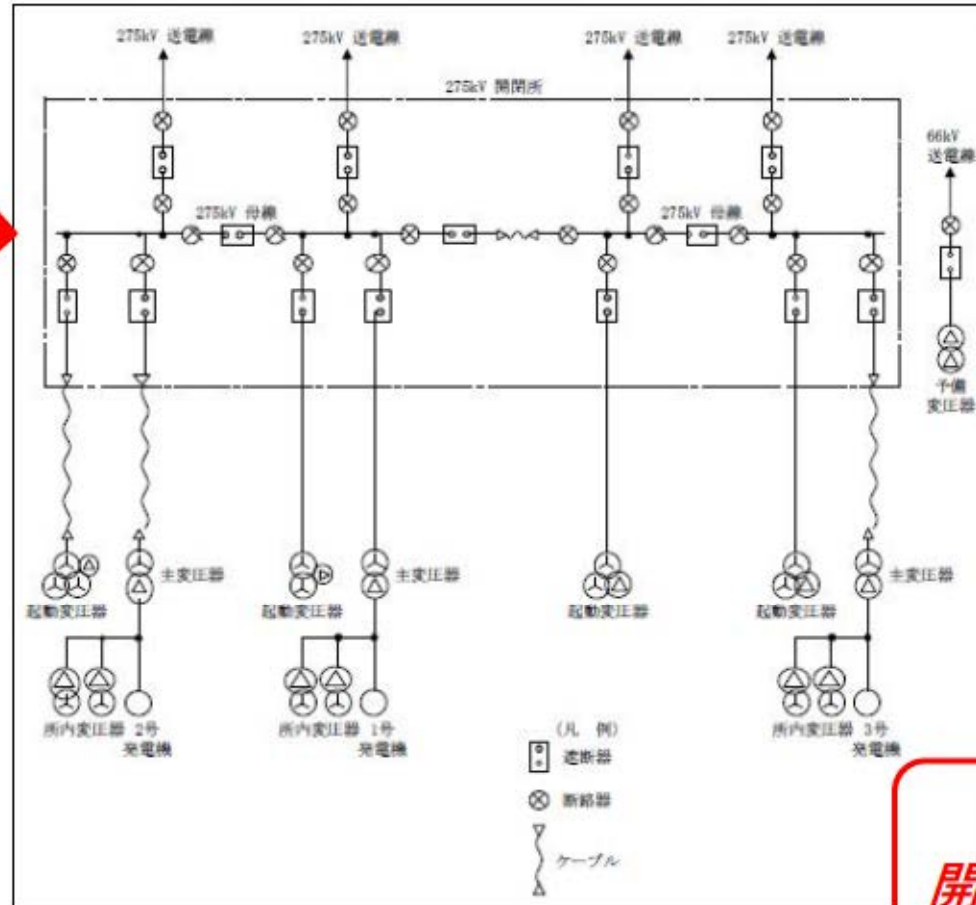 275kV 送電線
275kV 送電線
275kV 送電線
275kV 送電線
275kV 開閉所
66kV
送電線
275kV 母線
275kV 母線
予備
変圧器
主変圧器
主変圧器
主変圧器
起動変圧器
起動変圧器
起動変圧器
起動変圧器
所内変圧器 2号
発電機
所内変圧器 1号
発電機
所内変圧器 3号
発電機
(凡 例)
遮断器
断路器
ケーブル
開